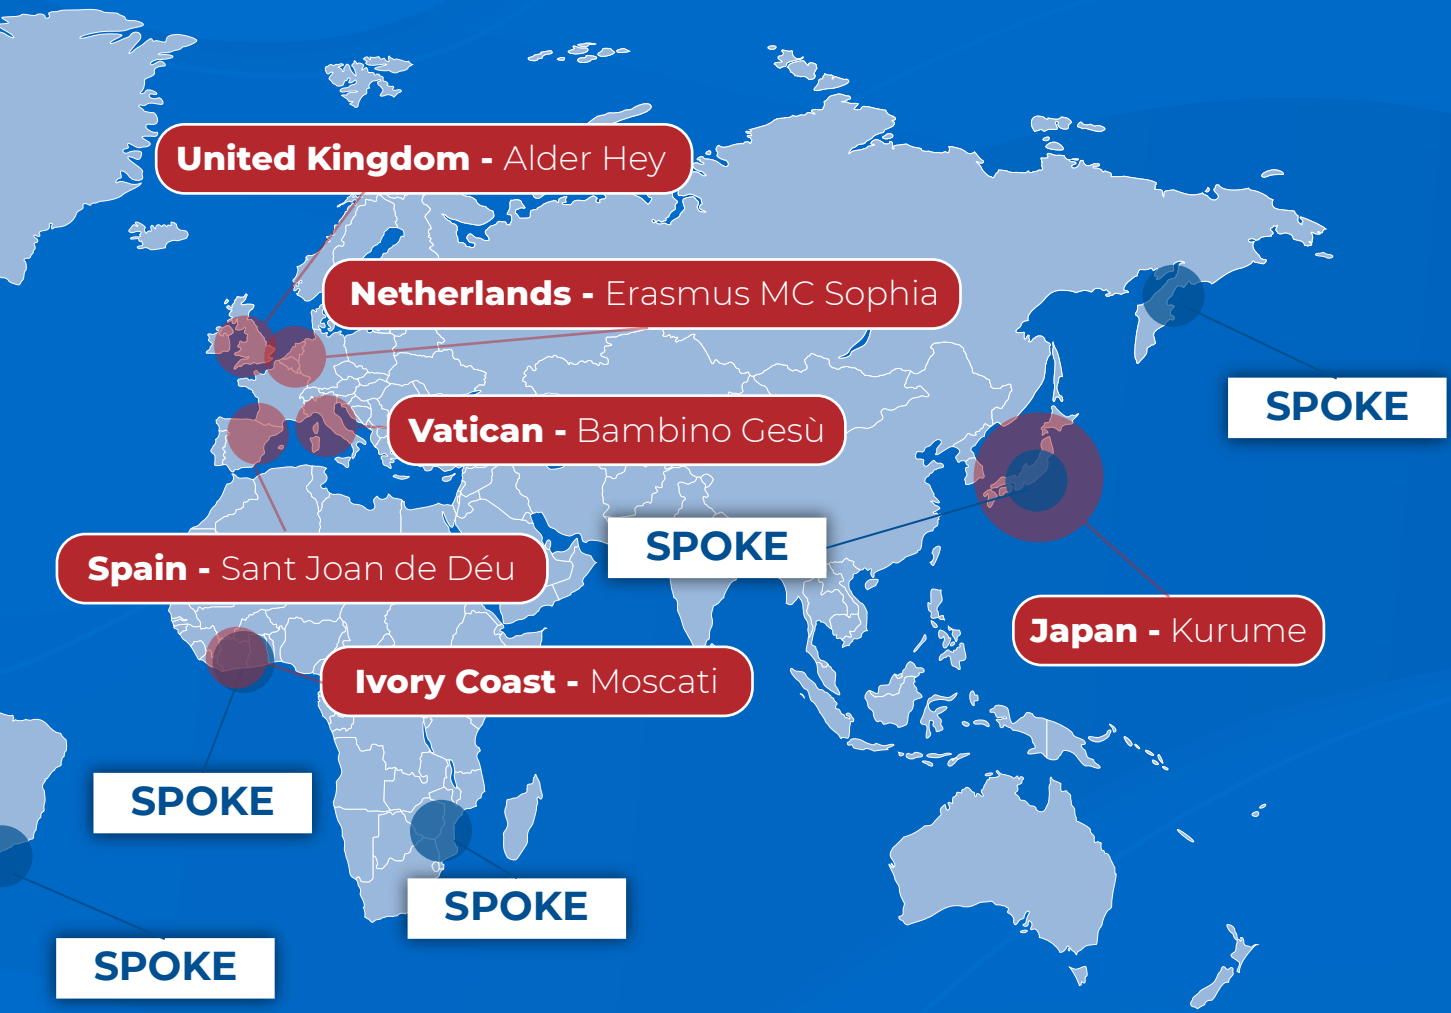 United Kingdom - Alder Hey
Netherlands - Erasmus MC Sophia
SPOKE
Vatican - Bambino Gesù
SPOKE
Spain - Sant Joan de Déu
Japan - Kurume
Ivory Coast - Moscati
SPOKE
SPOKE
SPOKE